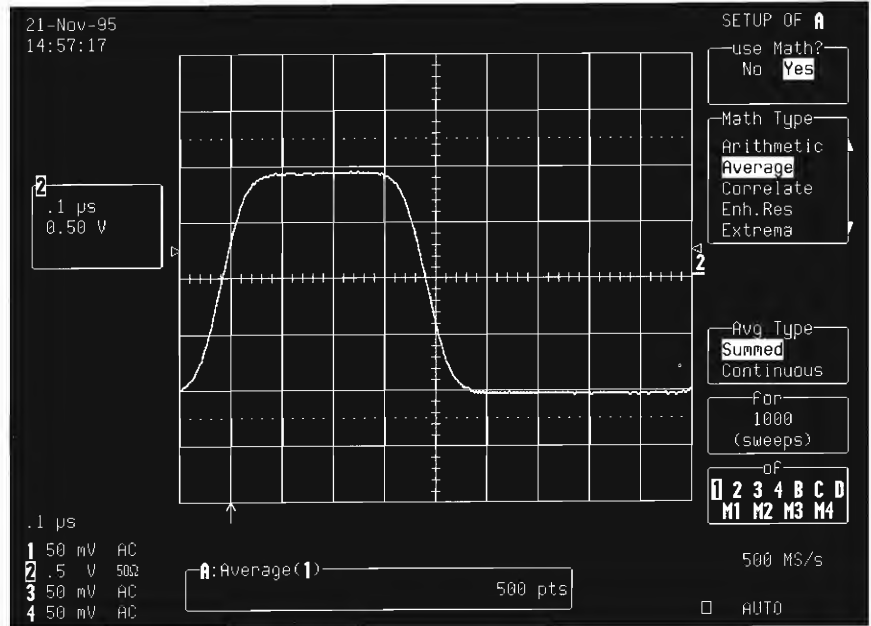 21-Nov-95
14:57:17
SETUP OF A
use Math?
No Yes
Math Type
Arithmetic
Average
Correlate
Enh.Res
Extrema
2
.1 µs
0.50 V
2
Avg Type
Summed
Continuous
for
1000
(sweeps)
of
1 2 3 4 B C D
M1 M2 M3 M4
.1 µs
1 50 mV AC
2 .5 V 50Ω
3 50 mV AC
4 50 mV AC
A:Average(1)
500 pts
500 MS/s
AUTO